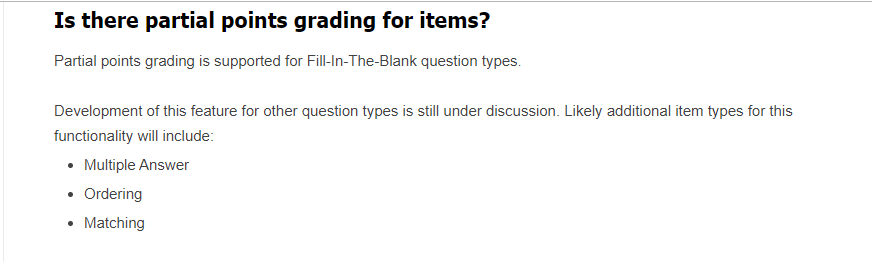 Is there partial points grading for items?
Partial points grading is supported for Fill-In-The-Blank question types.
Development of this feature for other question types is still under discussion. Likely additional item types for this
functionality will include:
• Multiple Answer
• Ordering
• Matching